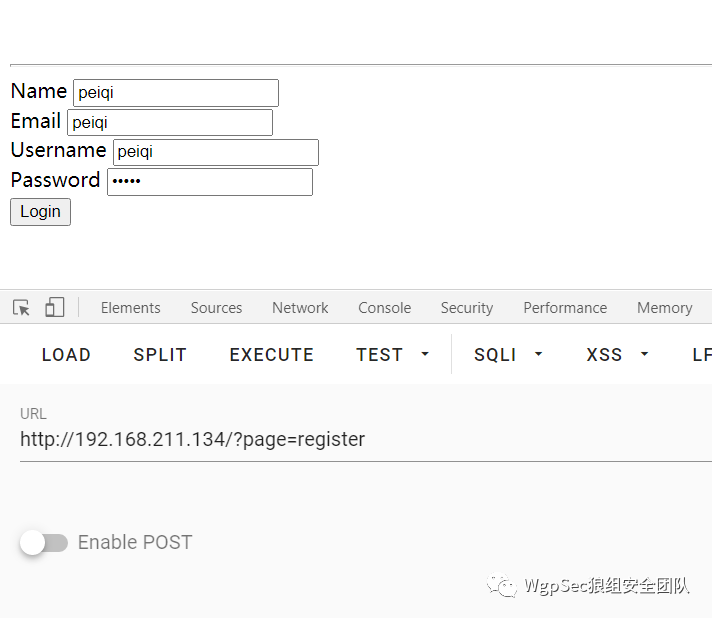 Name peiqi
Email peiqi
Username peiqi
Password •••••
Login
Elements Sources Network Console Security Performance Memory
LOAD SPLIT EXECUTE TEST SQLI XSS LF
URL
http://192.168.211.134/?page=register
Enable POST
WgpSec狼组安全团队